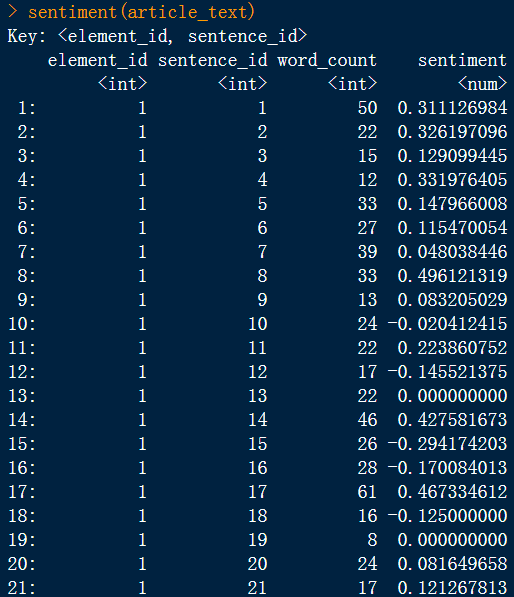 > sentiment(article_text)
Key: <element_id, sentence_id>
element_id sentence_id word_count sentiment
<int> <int> <int> <num>
1: 1 1 50 0.311126984
2: 1 2 22 0.326197096
3: 1 3 15 0.129099445
4: 1 4 12 0.331976405
5: 1 5 33 0.147966008
6: 1 6 27 0.115470054
7: 1 7 39 0.048038446
8: 1 8 33 0.496121319
9: 1 9 13 0.083205029
10: 1 10 24 -0.020412415
11: 1 11 22 0.223860752
12: 1 12 17 -0.145521375
13: 1 13 22 0.000000000
14: 1 14 46 0.427581673
15: 1 15 26 -0.294174203
16: 1 16 28 -0.170084013
17: 1 17 61 0.467334612
18: 1 18 16 -0.125000000
19: 1 19 8 0.000000000
20: 1 20 24 0.081649658
21: 1 21 17 0.121267813